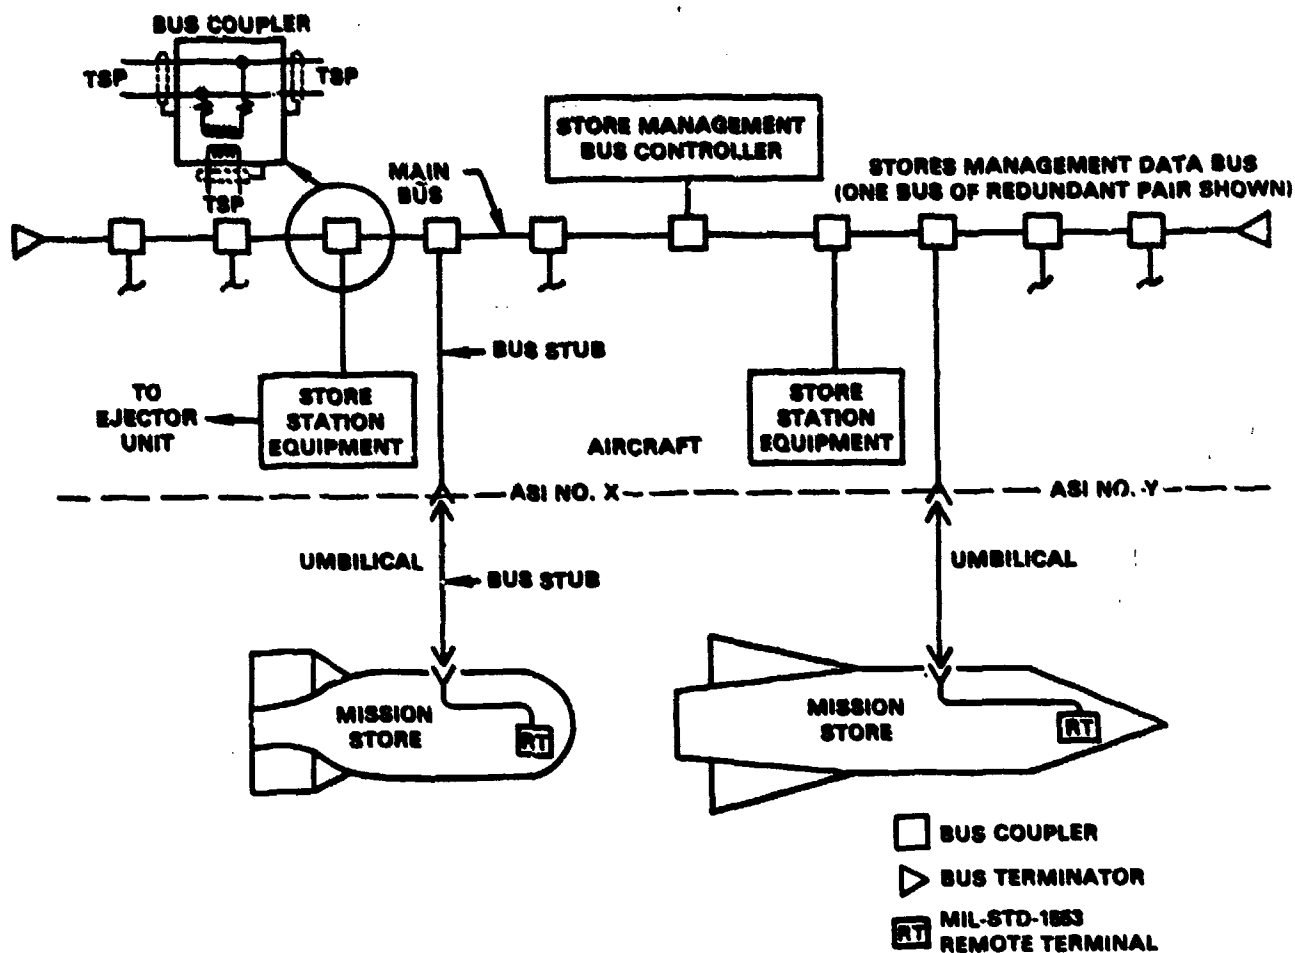 BUS COUPLER
TSP
TSP
TSP
STORE MANAGEMENT
BUS CONTROLLER
MAIN
BUS
STORES MANAGEMENT DATA BUS
(ONE BUS OF REDUNDANT PAIR SHOWN)
BUS STUB
TO
EJECTOR
UNIT
STORE
STATION
EQUIPMENT
STORE
STATION
EQUIPMENT
AIRCRAFT
ASI NO. X
ASI NO. Y
UMBILICAL
BUS STUB
UMBILICAL
MISSION
STORE
RT
MISSION
STORE
RT
BUS COUPLER
BUS TERMINATOR
RT
MIL-STD-1553
REMOTE TERMINAL